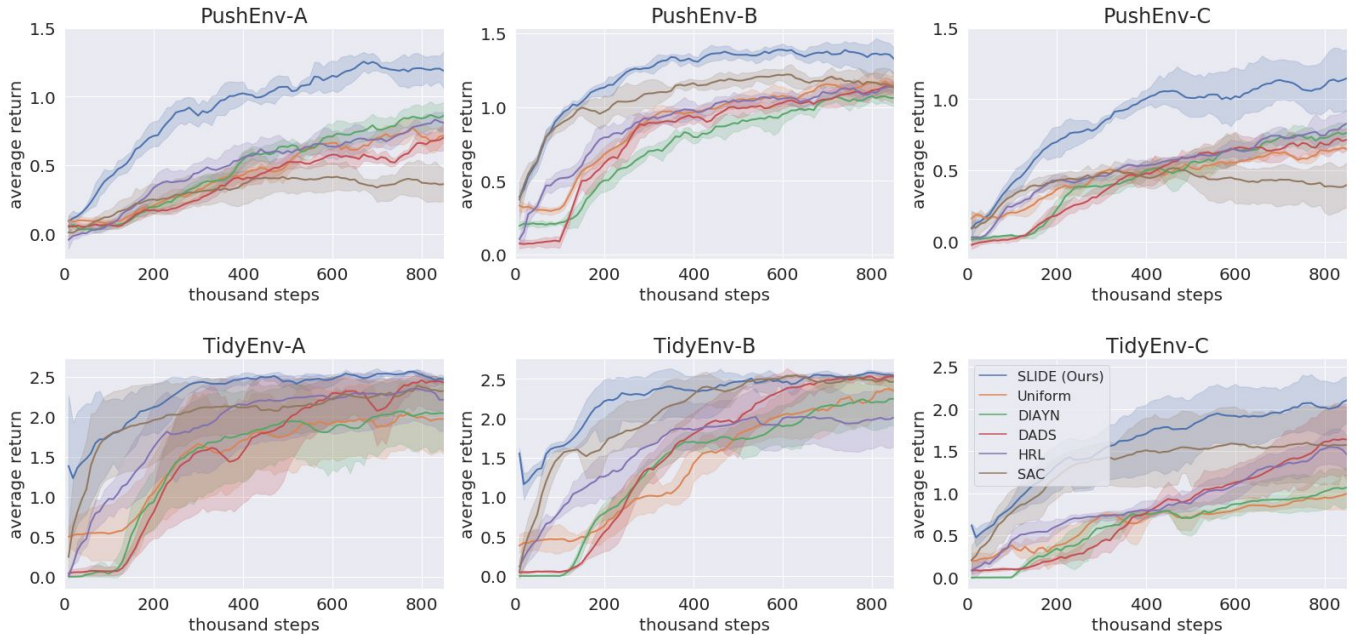 PushEnv-A
PushEnv-B
PushEnv-C
1.5
1.0
0.5
0.0
average return
0
200
400
600
800
thousand steps
1.5
1.0
0.5
0.0
average return
0
200
400
600
800
thousand steps
1.5
1.0
0.5
0.0
average return
0
200
400
600
800
thousand steps
TidyEnv-A
TidyEnv-B
TidyEnv-C
2.5
2.0
1.5
1.0
0.5
0.0
average return
0
200
400
600
800
thousand steps
2.5
2.0
1.5
1.0
0.5
0.0
average return
0
200
400
600
800
thousand steps
2.5
2.0
1.5
1.0
0.5
0.0
average return
SLIDE (Ours)
Uniform
DIAYN
DADS
HRL
SAC
0
200
400
600
800
thousand steps